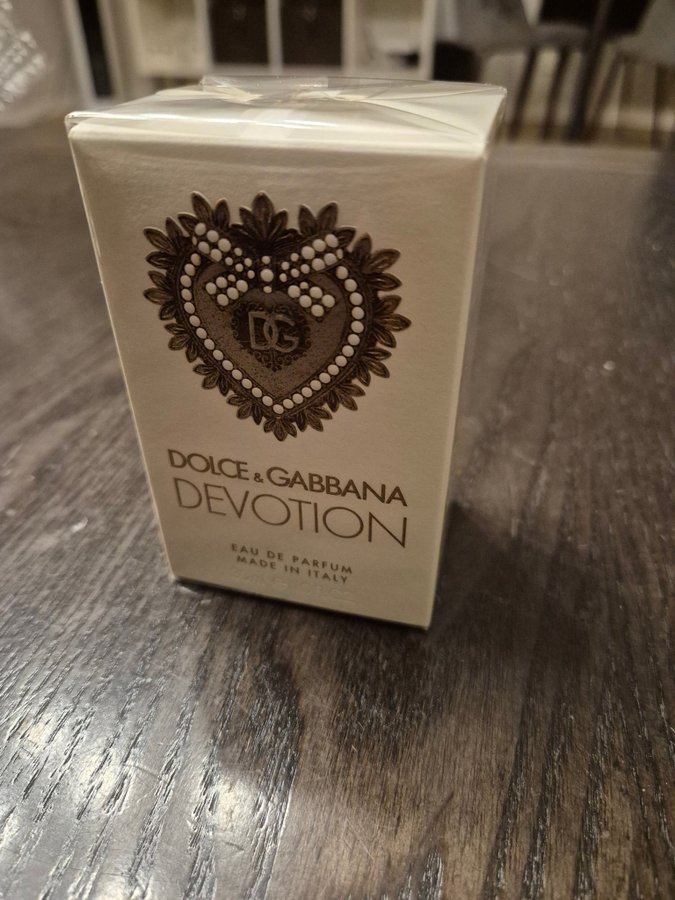 DG
DOLCE & GABBANA
DEVOTION
EAU DE PARFUM
MADE IN ITALY